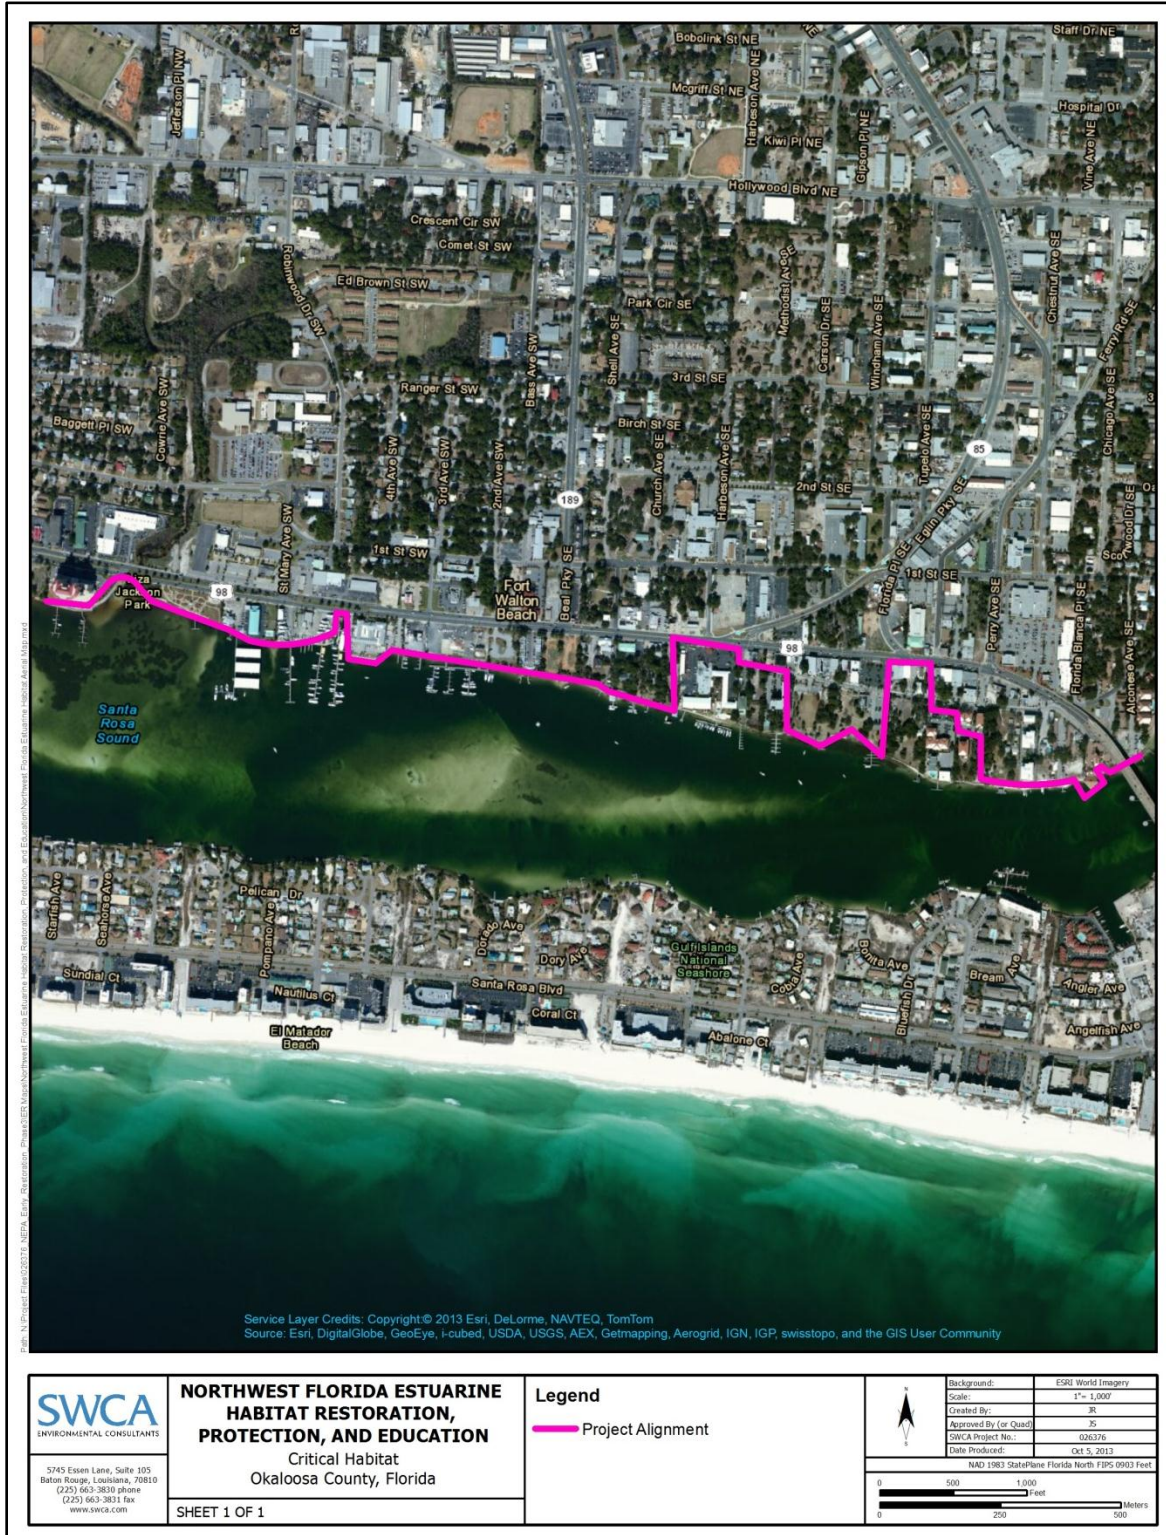 Bobolink St NE
Staff Dr NE
Mcgriff St NE
Harbeson Ave NE
Jefferson Pl NW
Hospital Dr
Kiwi Pl NE
Gipson Pl NE
Vine Ave NE
Hollywood Blvd NE
Crescent Cir SW
Comet St SW
Robinwood Dr SW
Ed Brown St SW
Methodist Ave SE
Chestnut Ave SE
Park Cir SE
Ferry Rd SE
Shell Ave SE
Carson Dr SE
Windham Ave SE
Bass Ave SW
3rd St SE
Ranger St SW
Baggett Pl SW
Cowrie Ave SW
Birch St SE
Chicago Ave SE
4th Ave SW
3rd Ave SW
2nd Ave SW
Church Ave SE
Harbeson Ave SE
Tupelo Ave SE
85
189
2nd St SE
Eglin Pky SE
St Mary Ave SW
1st St SW
1st St SE
Florida Pl SE
Fort
Walton
Beach
Beal Pky SE
Perry Ave SE
Florida Blanca Pl SE
Alconese Ave SE
Jackson
Park
98
98
Santa
Rosa
Sound
Starfish Ave
Seahorse Ave
Pelican Dr
Pompano Ave
Dorado Ave
Dory Ave
Gulf Islands
National
Seashore
Cobia Ave
Bonita Ave
Bluefish Dr
Bream Ave
Angler Ave
Angelfish Ave
Sundial Ct
Nautilus Ct
Santa Rosa Blvd
Coral Ct
Abalone Ct
El Matador
Beach
Service Layer Credits: Copyright:© 2013 Esri, DeLorme, NAVTEQ, TomTom
Source: Esri, DigitalGlobe, GeoEye, i-cubed, USDA, USGS, AEX, Getmapping, Aerogrid, IGN, IGP, swisstopo, and the GIS User Community
SWCA
ENVIRONMENTAL CONSULTANTS
5745 Essen Lane, Suite 105
Baton Rouge, Louisiana, 70810
(225) 663-3830 phone
(225) 663-3831 fax
www.swca.com
NORTHWEST FLORIDA ESTUARINE
HABITAT RESTORATION,
PROTECTION, AND EDUCATION
Critical Habitat
Okaloosa County, Florida
SHEET 1 OF 1
Legend
Project Alignment
N
Background: ESRI World Imagery
Scale: 1"= 1,000'
Created By: JR
Approved By (or Quad) JS
SWCA Project No.: 026376
Date Produced: Oct 5, 2013
NAD 1983 StatePlane Florida North FIPS 0903 Feet
0 500 1,000
Feet
Meters
0 250 500